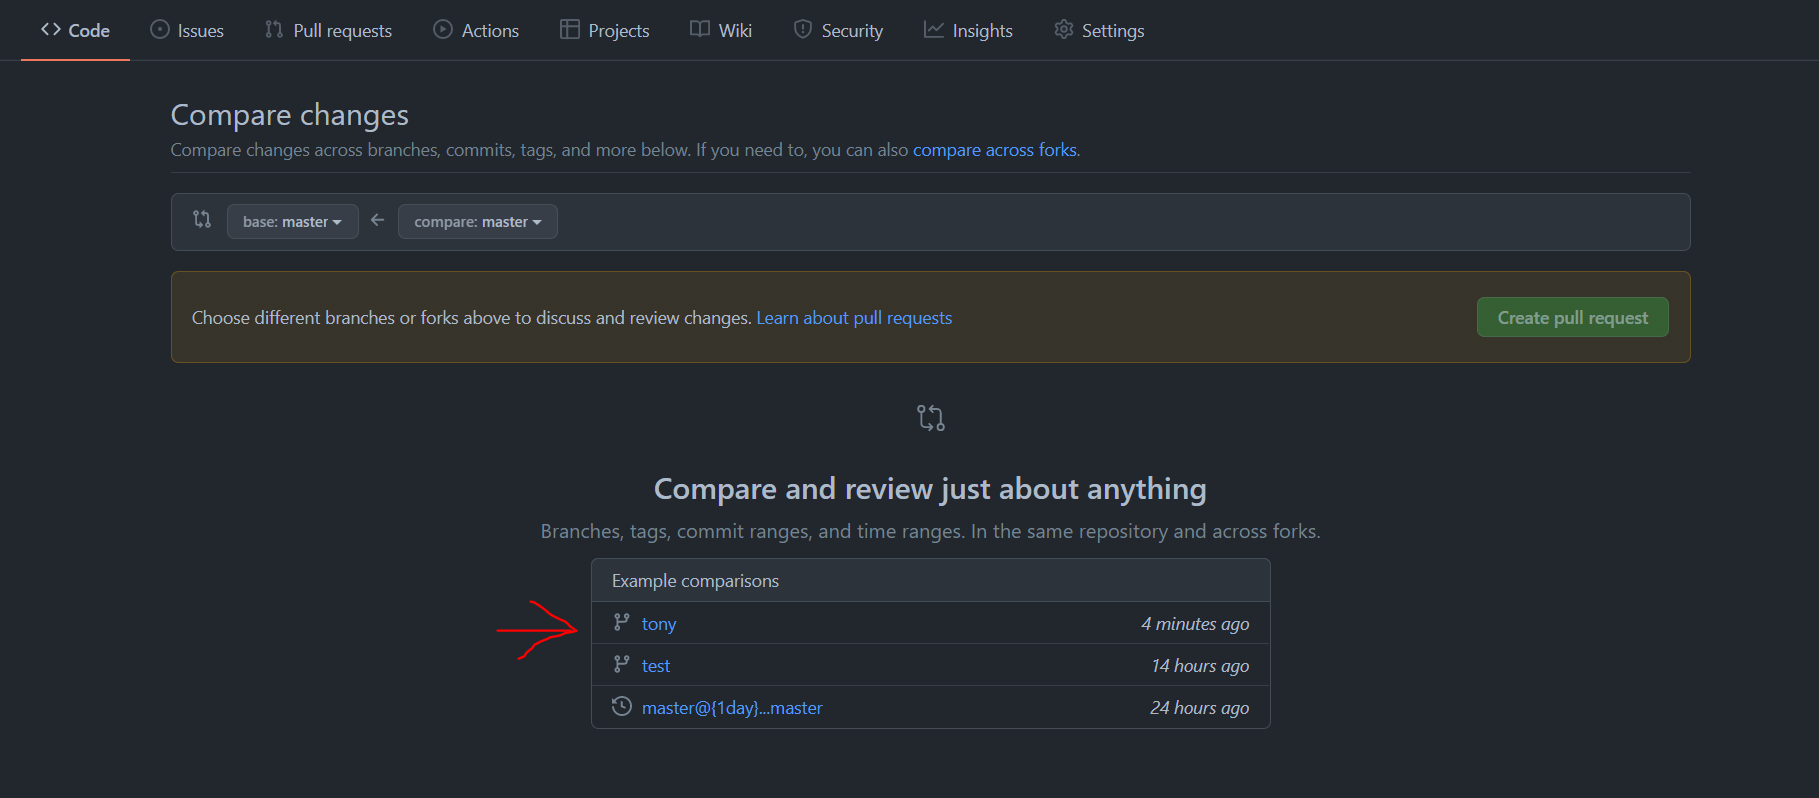 Code Issues Pull requests Actions Projects Wiki Security Insights Settings
Compare changes
Compare changes across branches, commits, tags, and more below. If you need to, you can also compare across forks.
base: master compare: master
Choose different branches or forks above to discuss and review changes. Learn about pull requests Create pull request
Compare and review just about anything
Branches, tags, commit ranges, and time ranges. In the same repository and across forks.
Example comparisons
tony 4 minutes ago
test 14 hours ago
master@{1day}...master 24 hours ago